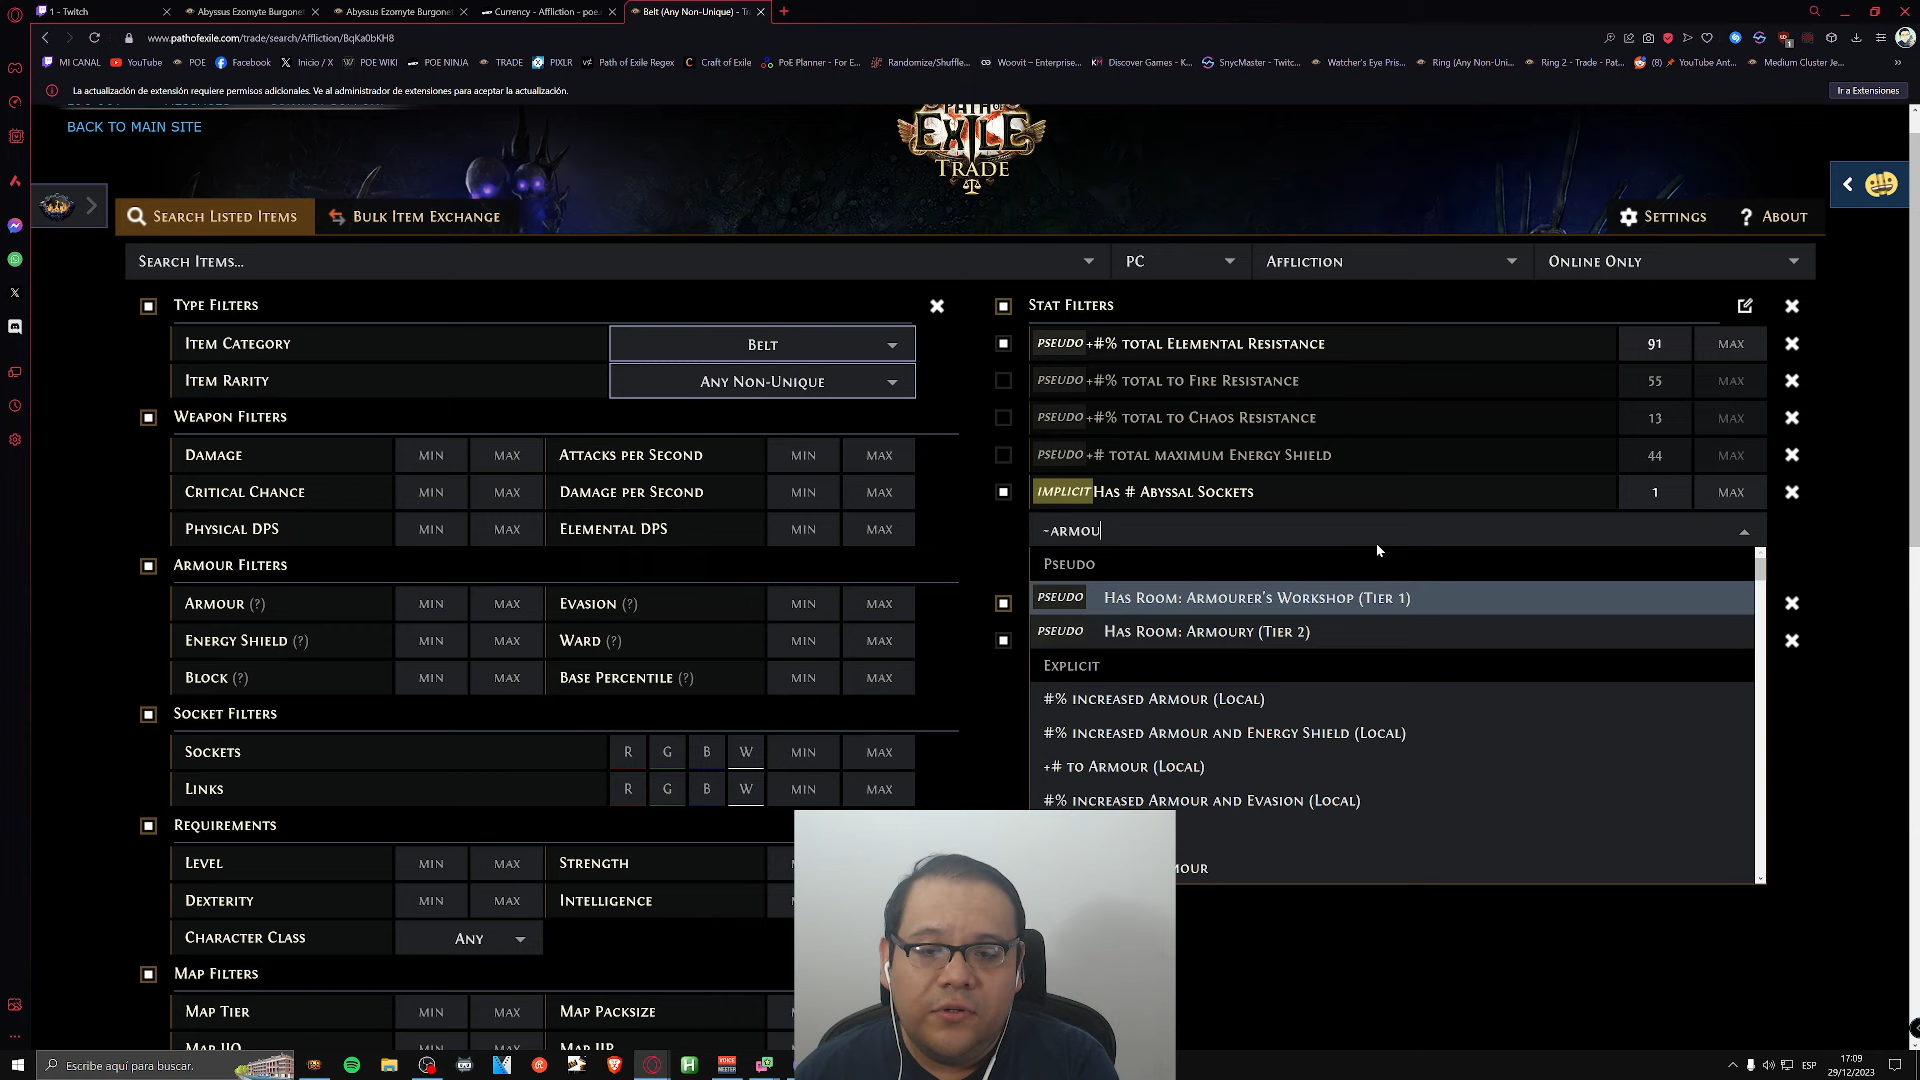 1 - Twitch
Abyssus Ezomyte Burgonet
Abyssus Ezomyte Burgonet
Currency - Affliction - poe.n
Belt (Any Non-Unique) - Tra
www.pathofexile.com/trade/search/Affliction/BqKa0bKH8
MI CANAL
YouTube
POE
Facebook
Inicio / X
POE WIKI
POE NINJA
TRADE
PIXLR
Path of Exile Regex
Craft of Exile
PoE Planner - For E...
Randomize/Shuffle...
Woovit – Enterprise...
Discover Games - K...
SnycMaster - Twitc...
Watcher's Eye Pris...
Ring (Any Non-Uni...
Ring 2 - Trade - Pat...
(8) YouTube Ant...
Medium Cluster Je...
La actualización de extensión requiere permisos adicionales. Ve al administrador de extensiones para aceptar la actualización.
Ir a Extensiones
BACK TO MAIN SITE
PATH OF
EXILE
TRADE
Search Listed Items
Bulk Item Exchange
Settings
? About
Search Items...
PC
Affliction
Online Only
Type Filters
Item Category
Belt
Item Rarity
Any Non-Unique
Weapon Filters
Damage MIN MAX Attacks per Second MIN MAX
Critical Chance MIN MAX Damage per Second MIN MAX
Physical DPS MIN MAX Elemental DPS MIN MAX
Armour Filters
Armour (?) MIN MAX Evasion (?) MIN MAX
Energy Shield (?) MIN MAX Ward (?) MIN MAX
Block (?) MIN MAX Base Percentile (?) MIN MAX
Socket Filters
Sockets R G B W MIN MAX
Links R G B W MIN MAX
Requirements
Level MIN MAX Strength
Dexterity MIN MAX Intelligence
Character Class Any
Map Filters
Map Tier MIN MAX Map Packsize
Map IIQ Map IIR
Stat Filters
PSEUDO +#% total Elemental Resistance 91 MAX
PSEUDO +#% total to Fire Resistance 55 MAX
PSEUDO +#% total to Chaos Resistance 13 MAX
PSEUDO +# total maximum Energy Shield 44 MAX
IMPLICIT Has # Abyssal Sockets 1 MAX
~armou
Pseudo
PSEUDO Has Room: Armourer's Workshop (Tier 1)
PSEUDO Has Room: Armoury (Tier 2)
Explicit
#% increased Armour (Local)
#% increased Armour and Energy Shield (Local)
+# to Armour (Local)
#% increased Armour and Evasion (Local)
Escribe aquí para buscar.
VOICE
MEETER
ESP
17:09
29/12/2023